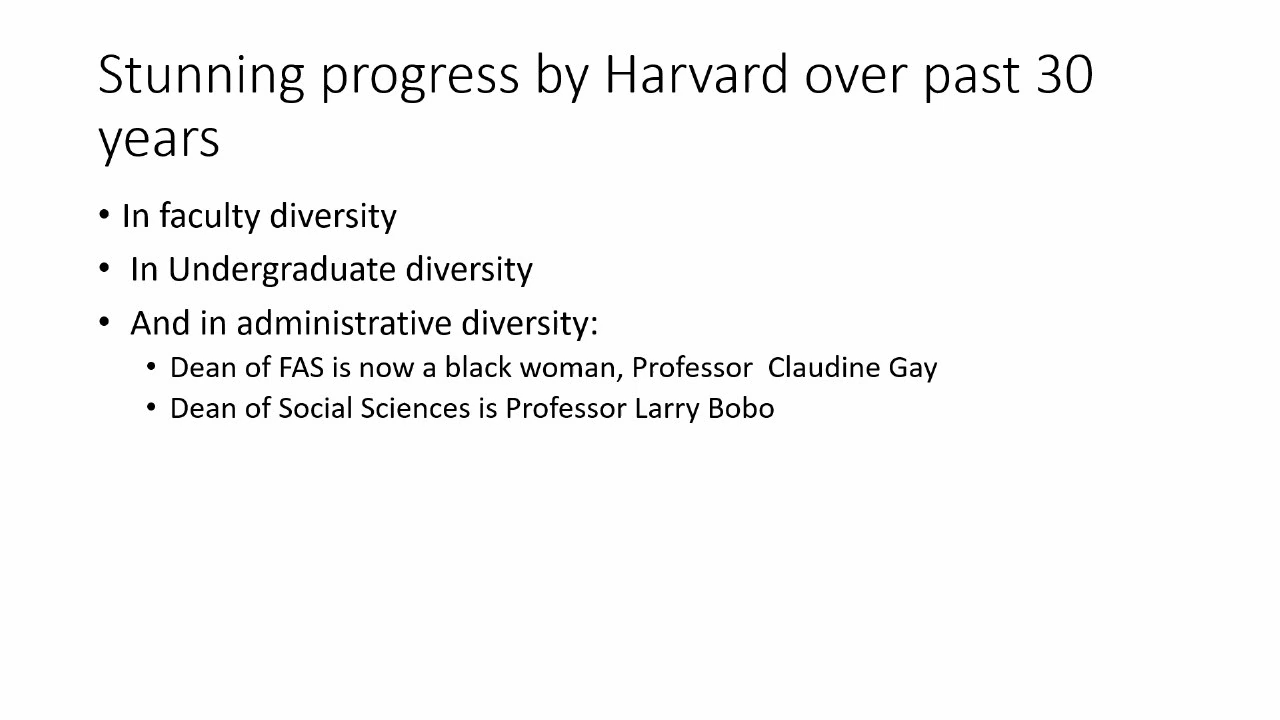 Stunning progress by Harvard over past 30
years
• In faculty diversity
• In Undergraduate diversity
• And in administrative diversity:
• Dean of FAS is now a black woman, Professor  Claudine Gay
• Dean of Social Sciences is Professor Larry Bobo